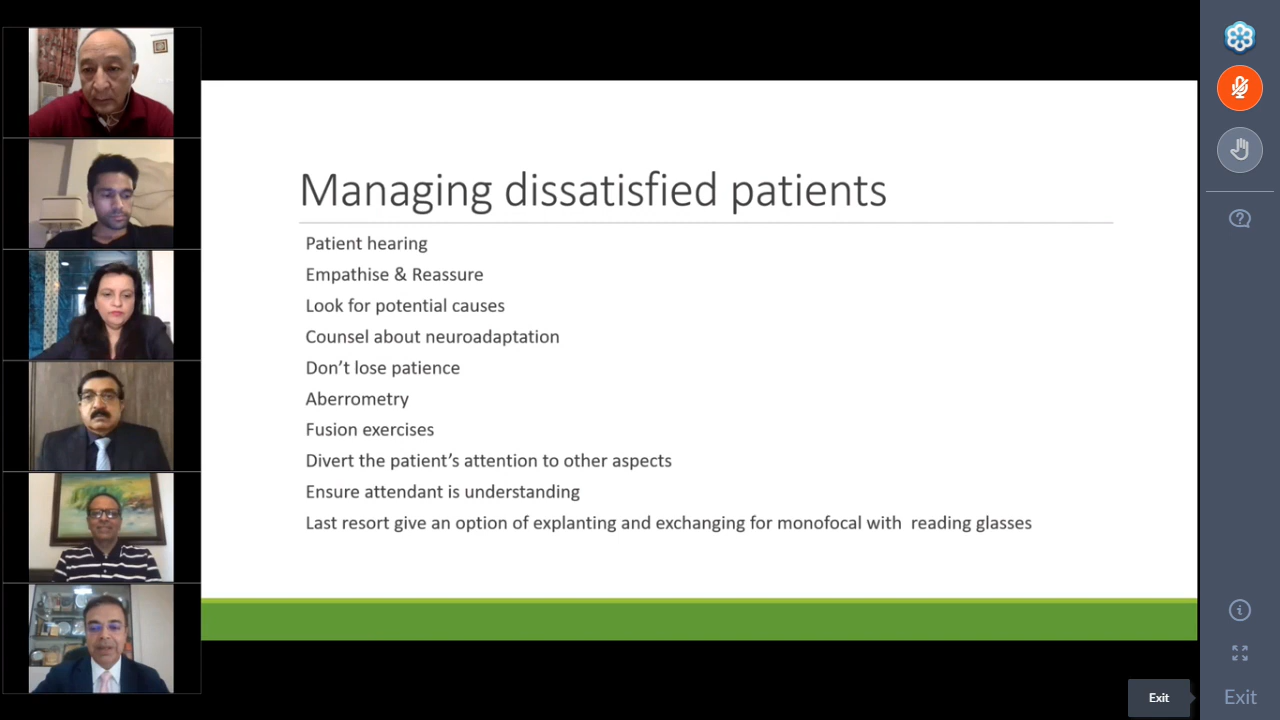 Managing dissatisfied patients
Patient hearing
Empathise & Reassure
Look for potential causes
Counsel about neuroadaptation
Don’t lose patience
Aberrometry
Fusion exercises
Divert the patient’s attention to other aspects
Ensure attendant is understanding
Last resort give an option of explanting and exchanging for monofocal with  reading glasses
Exit
Exit